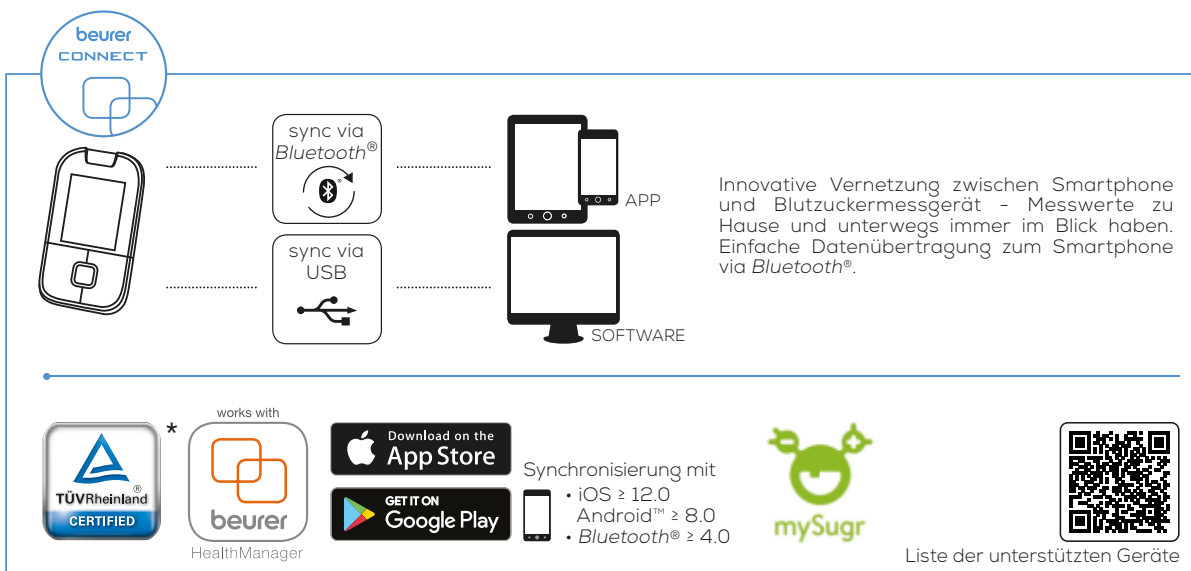 beurer
CONNECT
sync via
Bluetooth®
APP
sync via
USB
SOFTWARE
Innovative Vernetzung zwischen Smartphone
und Blutzuckermessgerät - Messwerte zu
Hause und unterwegs immer im Blick haben.
Einfache Datenübertragung zum Smartphone
via Bluetooth®.
®
TÜVRheinland
CERTIFIED
*
works with
beurer
HealthManager
Download on the
App Store
GET IT ON
Google Play
Synchronisierung mit
• iOS ≥ 12.0
Android™ ≥ 8.0
• Bluetooth® ≥ 4.0
mySugr
Liste der unterstützten Geräte